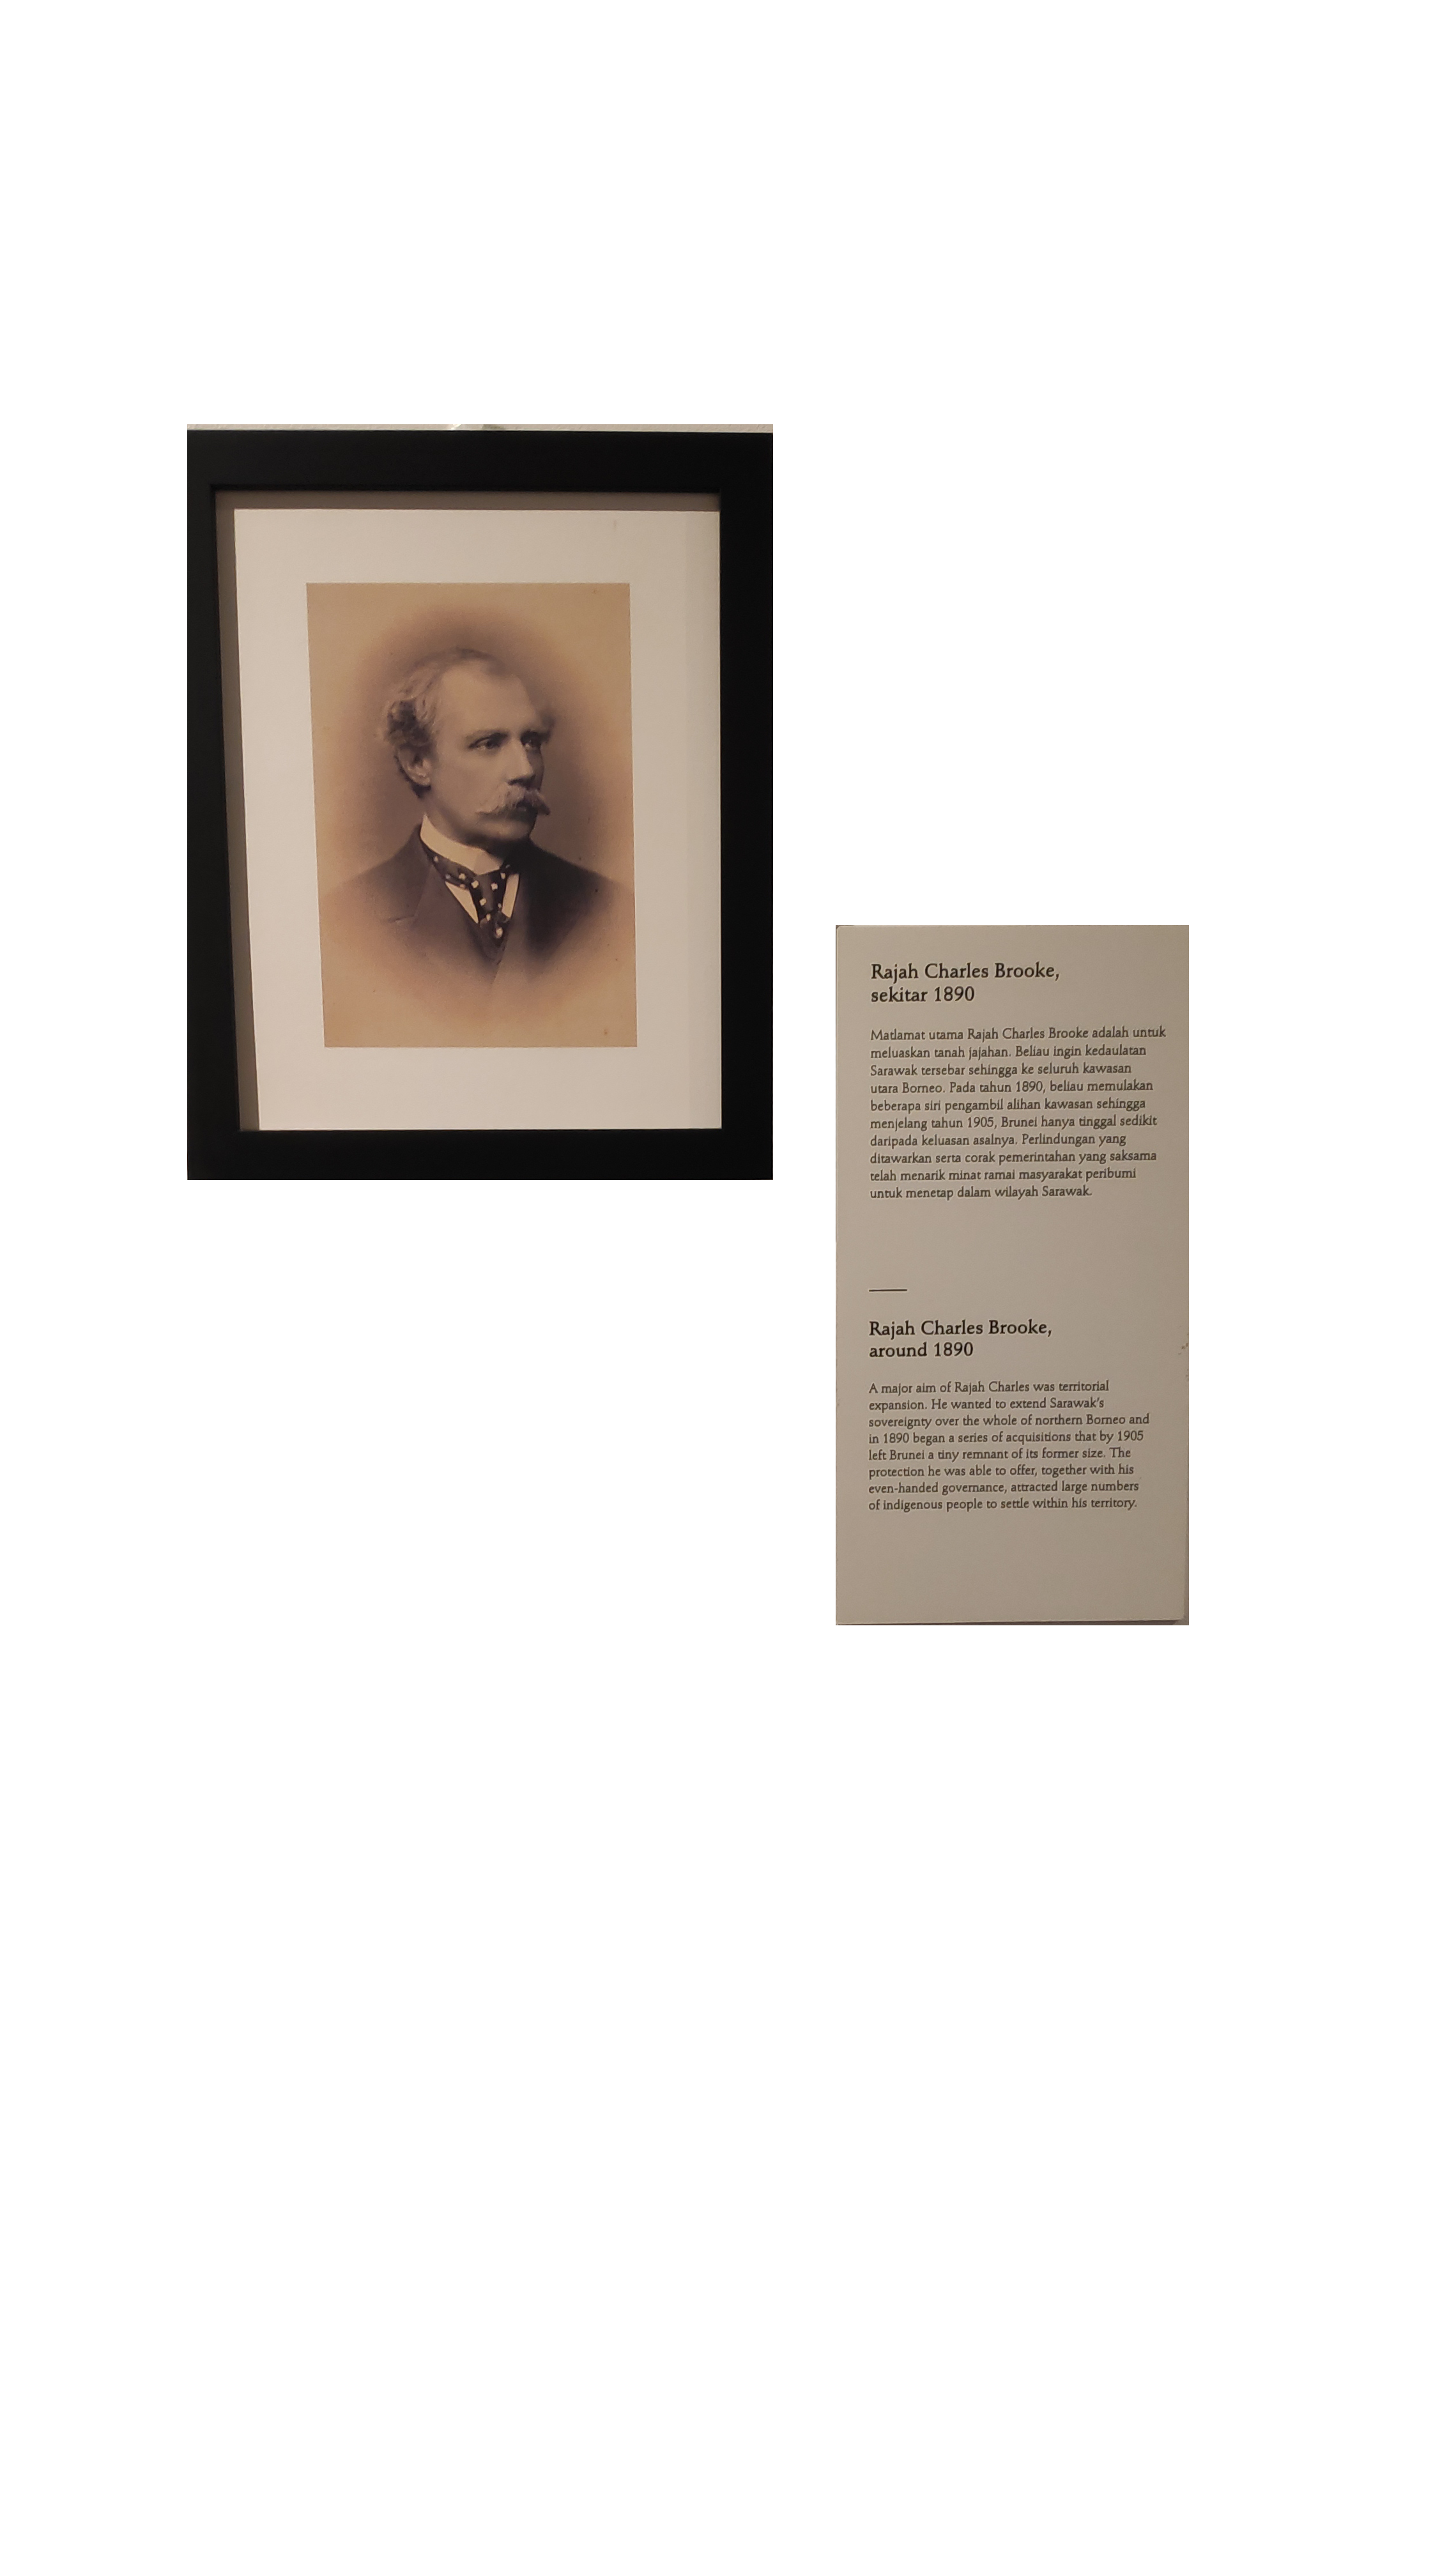 Rajah Charles Brooke,
sekitar 1890
Matlamat utama Rajah Charles Brooke adalah untuk
meluaskan tanah jajahan. Beliau ingin kedaulatan
Sarawak tersebar sehingga ke seluruh kawasan
utara Borneo. Pada tahun 1890, beliau memulakan
beberapa siri pengambil alihan kawasan sehingga
menjelang tahun 1905, Brunei hanya tinggal sedikit
daripada keluasan asalnya. Perlindungan yang
ditawarkan serta corak pemerintahan yang saksama
telah menarik minat ramai masyarakat peribumi
untuk menetap dalam wilayah Sarawak.
Rajah Charles Brooke,
around 1890
A major aim of Rajah Charles was territorial
expansion. He wanted to extend Sarawak's
sovereignty over the whole of northern Borneo and
in 1890 began a series of acquisitions that by 1905
left Brunei a tiny remnant of its former size. The
protection he was able to offer, together with his
even-handed governance, attracted large numbers
of indigenous people to settle within his territory.